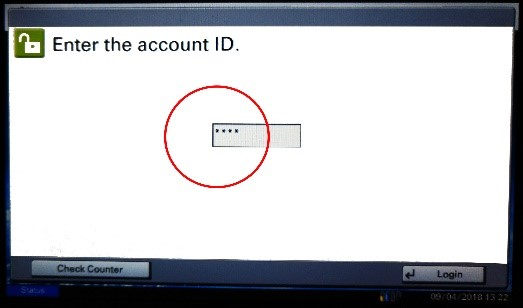 Enter the account ID.
****
Check Counter
Login
Status
09/04/2018 13:22